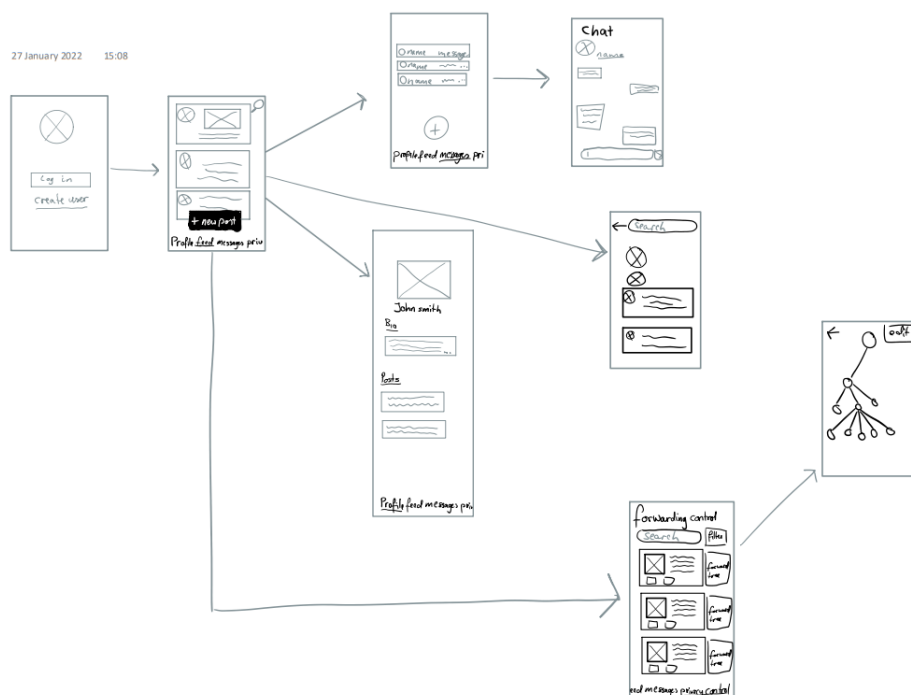 27 January 2022 15:08
Log in
create user
+ new post
Profile feed messages priv
name message
name
name
+
profile feed messages pri
Chat
name
Search
John smith
Bio
Posts
Profile feed messages priv
edit
forwarding control
Search
filter
forward tree
forward tree
forward tree
eed messages privacy control